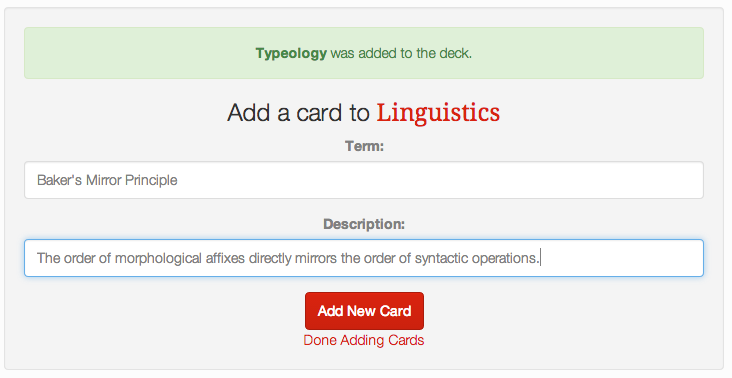 Typeology was added to the deck.
Add a card to Linguistics
Term:
Baker's Mirror Principle
Description:
The order of morphological affixes directly mirrors the order of syntactic operations.
Add New Card
Done Adding Cards